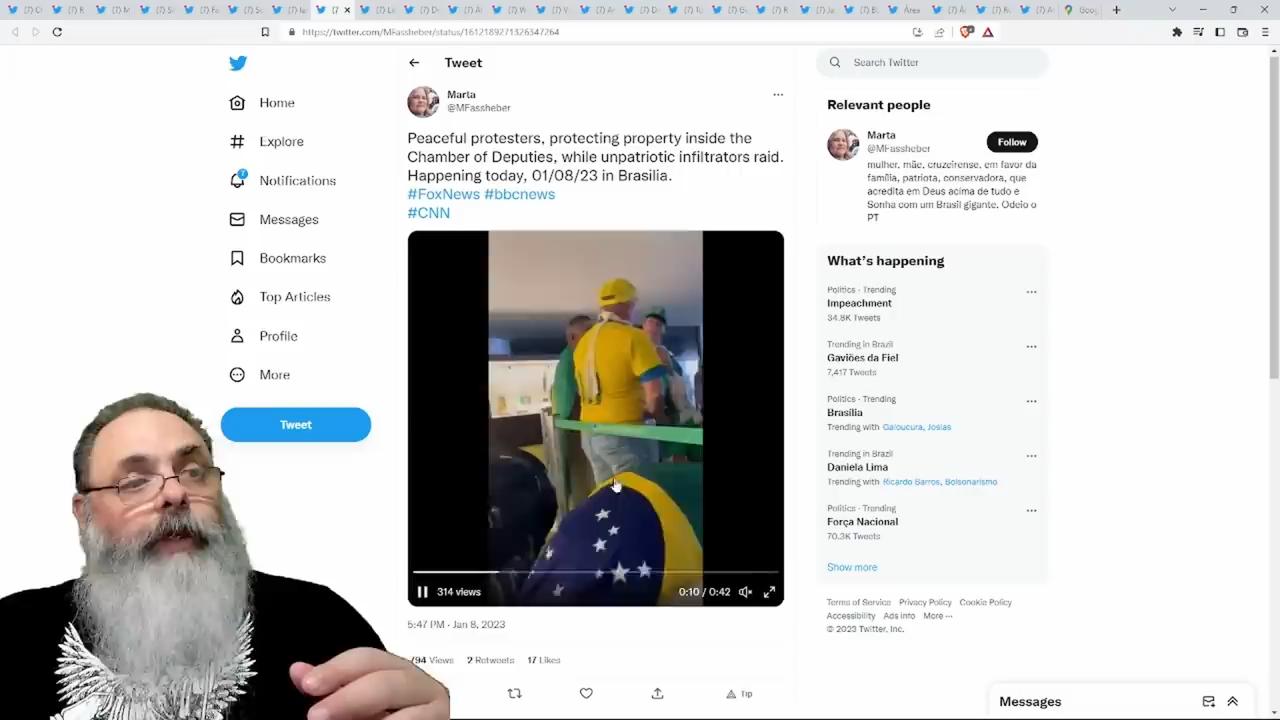 https://twitter.com/MFassheber/status/1612189271326347264
Home
Explore
Notifications
Messages
Bookmarks
Top Articles
Profile
More
Tweet
Tweet
Marta
@MFassheber
Peaceful protesters, protecting property inside the
Chamber of Deputies, while unpatriotic infiltrators raid.
Happening today, 01/08/23 in Brasilia.
#FoxNews #bbcnews
#CNN
314 views
0:10 / 0:42
5:47 PM · Jan 8, 2023
794 Views 2 Retweets 17 Likes
Tip
Search Twitter
Relevant people
Marta
@MFassheber
Follow
mulher, mãe, cruzeirense, em favor da
família, patriota, conservadora, que
acredita em Deus acima de tudo e
Sonha com um Brasil gigante. Odeio o
PT
What's happening
Politics · Trending
Impeachment
34.8K Tweets
Trending in Brazil
Gaviões da Fiel
7,417 Tweets
Politics · Trending
Brasília
Trending with Galoucura, Josias
Trending in Brazil
Daniela Lima
Trending with Ricardo Barros, Bolsonarismo
Politics · Trending
Força Nacional
70.3K Tweets
Show more
Terms of Service Privacy Policy Cookie Policy
Accessibility Ads info More ···
© 2023 Twitter, Inc.
Messages